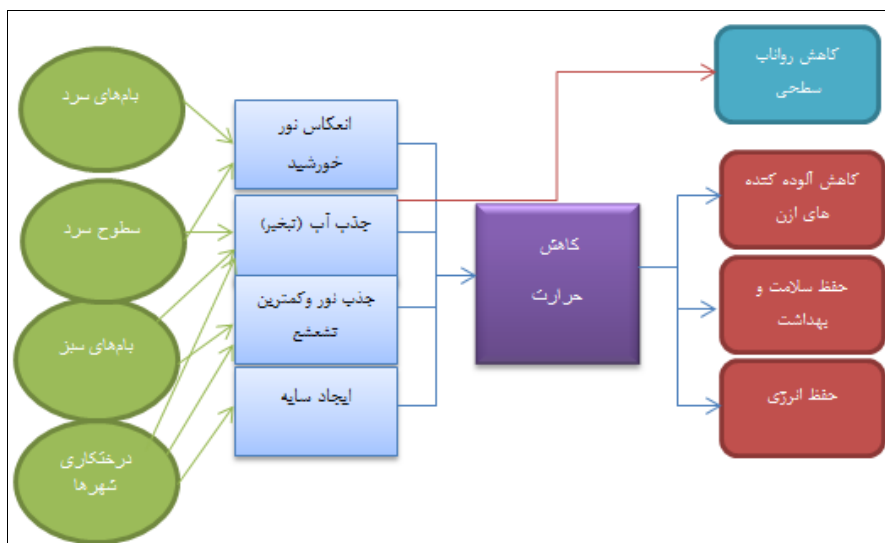 بام‌های سرد
سطوح سرد
بام‌های سبز
درختکاری
شهرها
انعکاس نور
خورشید
جذب آب (تبخیر)
جذب نور وکمترین
تشعشع
ایجاد سایه
کاهش
حرارت
کاهش رواناب
سطحی
کاهش آلوده کننده
های ازن
حفظ سلامت و
بهداشت
حفظ انرژی